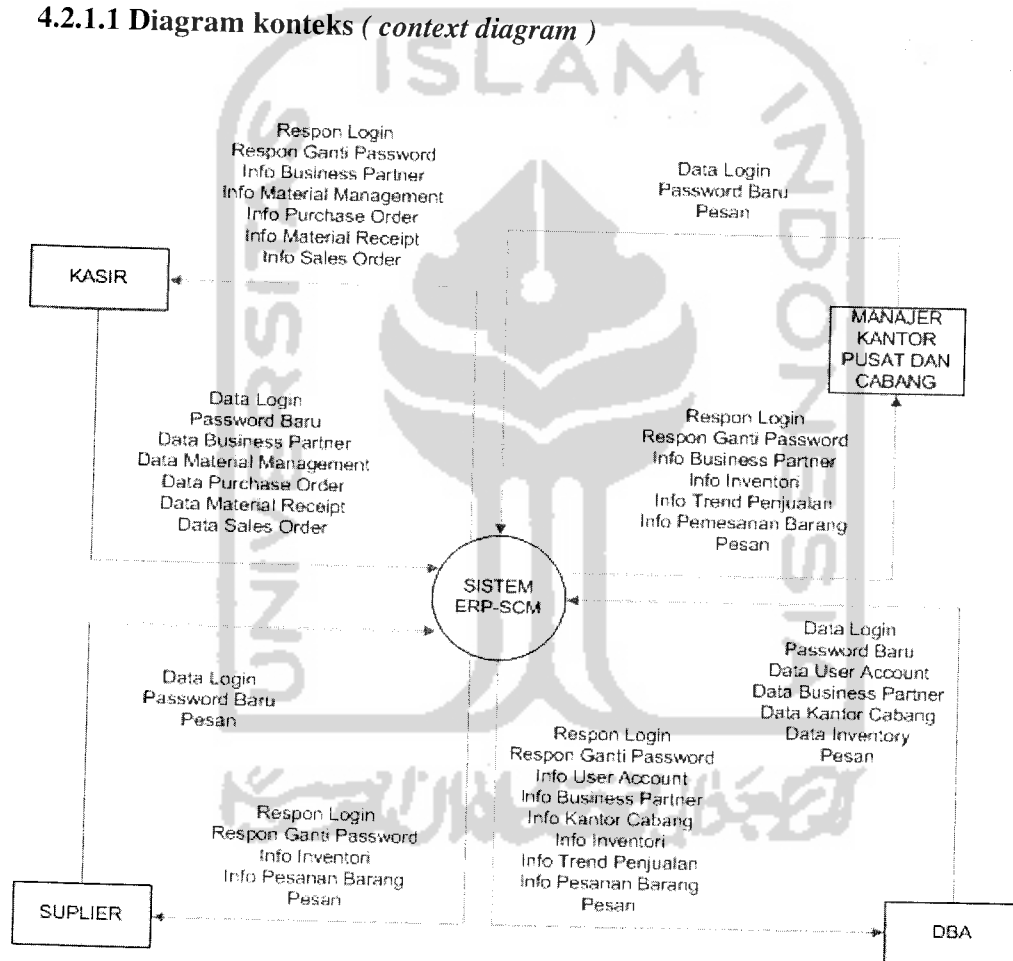 4.2.1.1 Diagram konteks ( context diagram )
ISLAM
UNIVERSITAS
INDONESIA
Respon Login
Respon Ganti Password
Info Business Partner
Info Material Management
Info Purchase Order
Info Material Receipt
Info Sales Order
Data Login
Password Baru
Pesan
KASIR
MANAJER
KANTOR
PUSAT DAN
CABANG
Data Login
Password Baru
Data Business Partner
Data Material Management
Data Purchase Order
Data Material Receipt
Data Sales Order
Respon Login
Respon Ganti Password
Info Business Partner
Info Inventori
Info Trend Penjualan
Info Pemesanan Barang
Pesan
SISTEM
ERP-SCM
Data Login
Password Baru
Pesan
Data Login
Password Baru
Data User Account
Data Business Partner
Data Kantor Cabang
Data Inventory
Pesan
Respon Login
Respon Ganti Password
Info User Account
Info Business Partner
Info Kantor Cabang
Info Inventori
Info Trend Penjualan
Info Pesanan Barang
Pesan
Respon Login
Respon Ganti Password
Info Inventori
Info Pesanan Barang
Pesan
SUPLIER
DBA